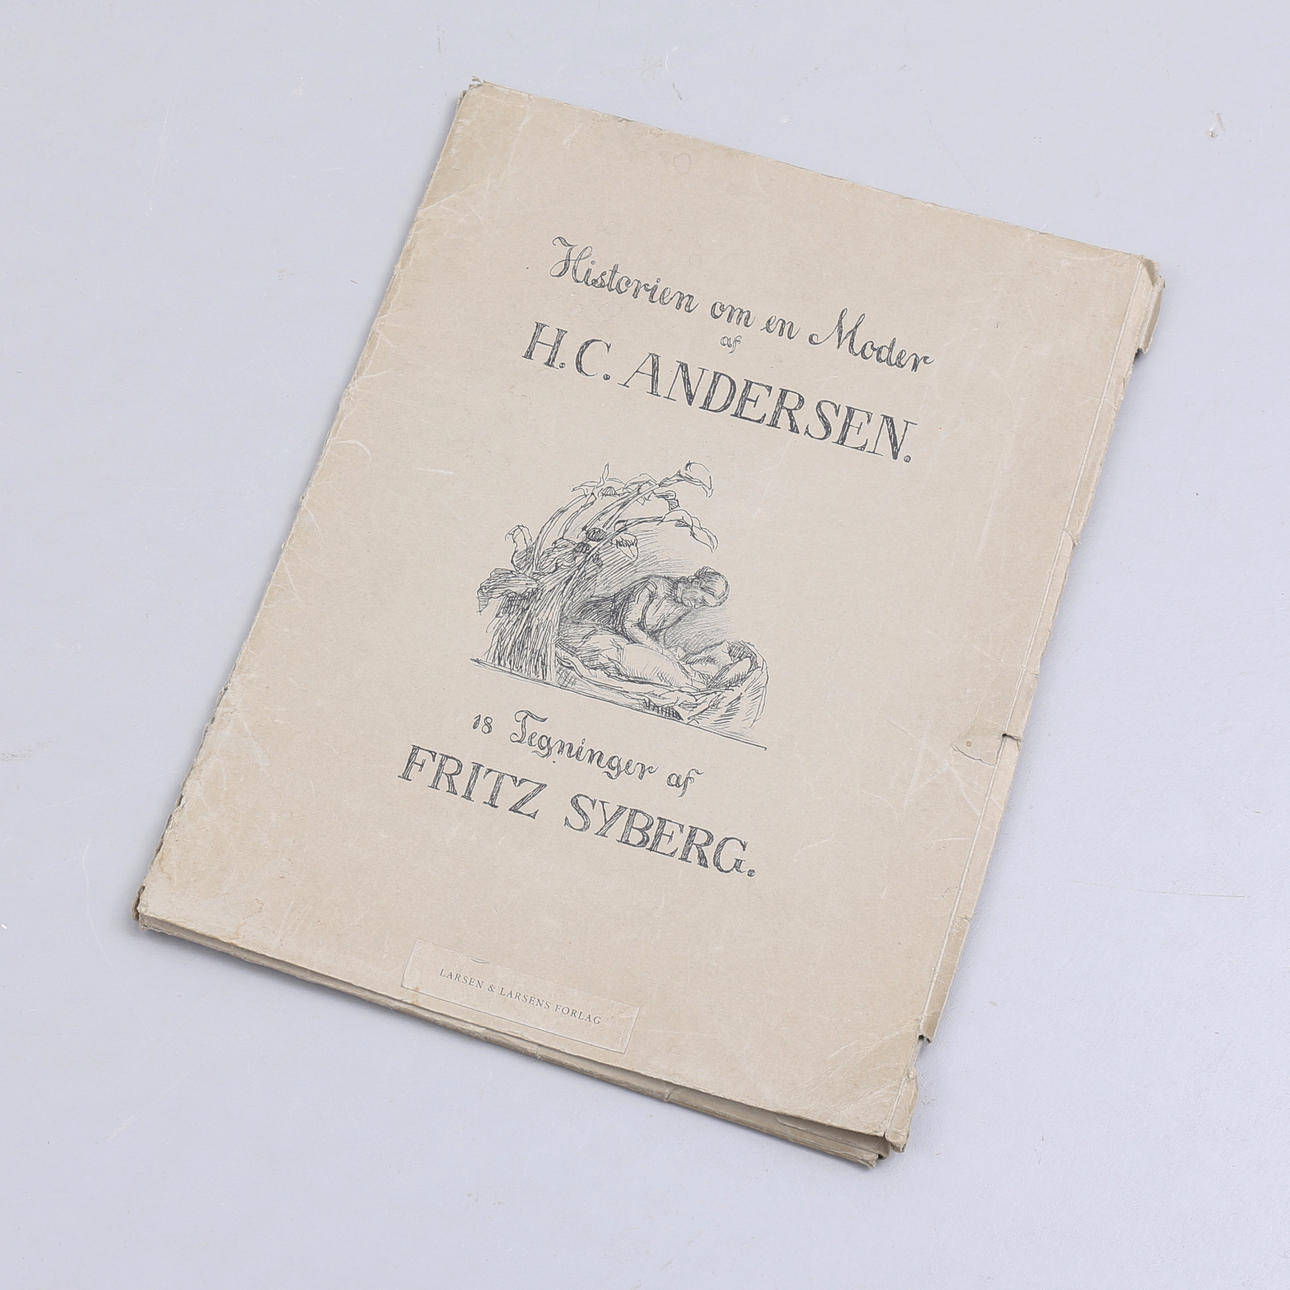 Historien om en Moder
af
H.C. ANDERSEN.
18 Tegninger af
FRITZ SYBERG.
LARSEN & LARSENS FORLAG